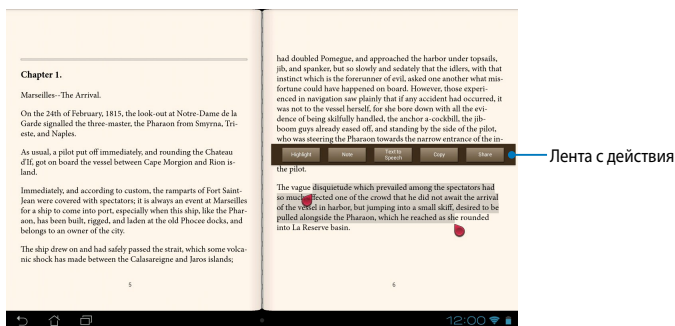 Chapter 1.
Marseilles--The Arrival.
On the 24th of February, 1815, the look-out at Notre-Dame de la
Garde signalled the three-master, the Pharaon from Smyrna, Tri-
este, and Naples.
As usual, a pilot put off immediately, and rounding the Chateau
d'If, got on board the vessel between Cape Morgion and Rion is-
land.
Immediately, and according to custom, the ramparts of Fort Saint-
Jean were covered with spectators; it is always an event at Marseilles
for a ship to come into port, especially when this ship, like the Phar-
aon, has been built, rigged, and laden at the old Phocee docks, and
belongs to an owner of the city.
The ship drew on and had safely passed the strait, which some volca-
nic shock has made between the Calasareigne and Jaros islands;
5
had doubled Pomegue, and approached the harbor under topsails,
jib, and spanker, but so slowly and sedately that the idlers, with that
instinct which is the forerunner of evil, asked one another what mis-
fortune could have happened on board. However, those experi-
enced in navigation saw plainly that if any accident had occurred, it
was not to the vessel herself, for she bore down with all the evi-
dence of being skilfully handled, the anchor a-cockbill, the jib-
boom guys already eased off, and standing by the side of the pilot,
who was steering the Pharaon towards the narrow entrance of the in-
Highlight Note Text to Speech Copy Share
the pilot.
The vague disquietude which prevailed among the spectators had
so much affected one of the crowd that he did not await the arrival
of the vessel in harbor, but jumping into a small skiff, desired to be
pulled alongside the Pharaon, which he reached as she rounded
into La Reserve basin.
6
12:00
Лента с действия